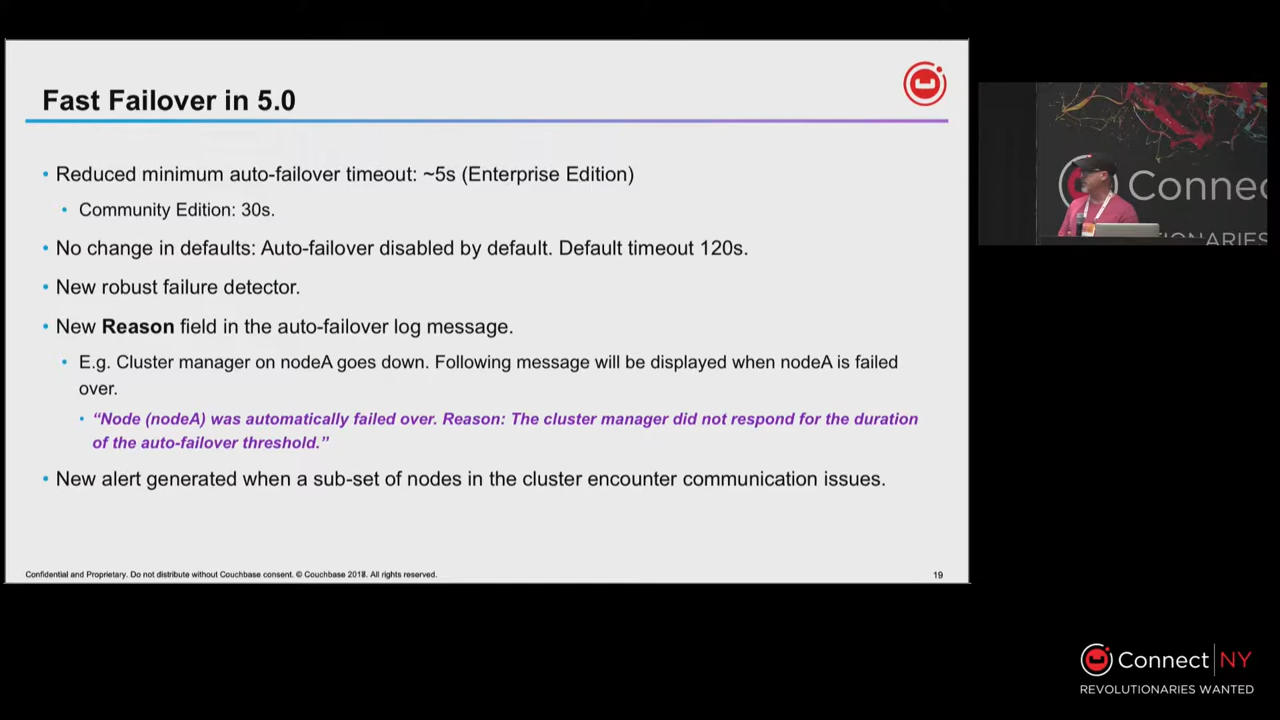 Fast Failover in 5.0
• Reduced minimum auto-failover timeout: ~5s (Enterprise Edition)
• Community Edition: 30s.
• No change in defaults: Auto-failover disabled by default. Default timeout 120s.
• New robust failure detector.
• New Reason field in the auto-failover log message.
• E.g. Cluster manager on nodeA goes down. Following message will be displayed when nodeA is failed
over.
• “Node (nodeA) was automatically failed over. Reason: The cluster manager did not respond for the duration
of the auto-failover threshold.”
• New alert generated when a sub-set of nodes in the cluster encounter communication issues.
Confidential and Proprietary. Do not distribute without Couchbase consent. © Couchbase 2018. All rights reserved.
19
Connec
IONARIES
Connect | NY
REVOLUTIONARIES WANTED